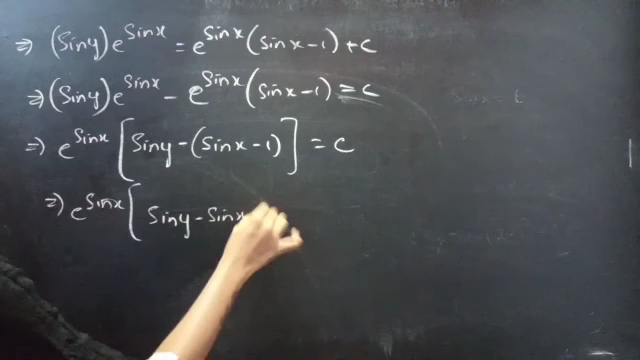 ⇒ (Siny) e^Sinx = e^Sinx (Sinx - 1) + c
⇒ (Siny) e^Sinx - e^Sinx (Sinx - 1) = c
⇒ e^Sinx [Siny - (Sinx - 1)] = c
⇒ e^Sinx [Siny - Sinx